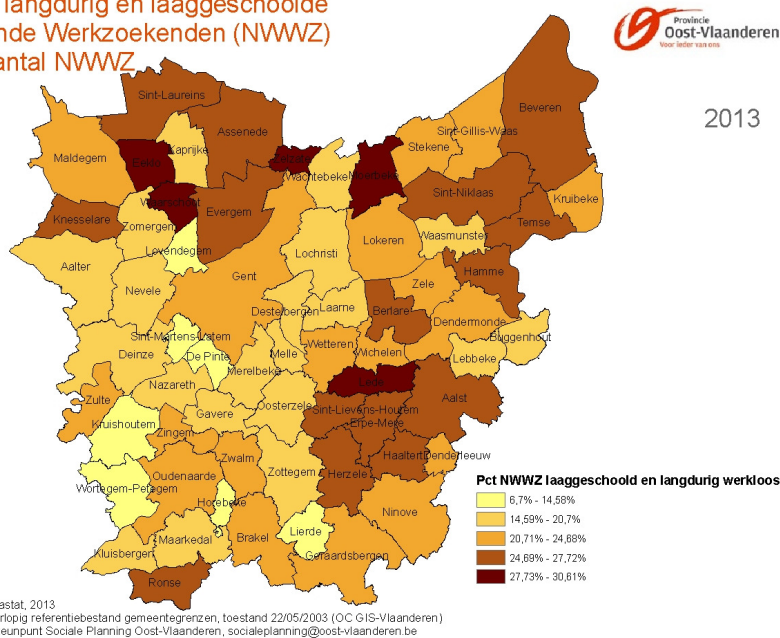 langdurig en laaggeschoolde
nde Werkzoekenden (NWWZ)
antal NWWZ
Provincie
Oost-Vlaanderen
Voor ieder van ons
2013
Sint-Laureins
Beveren
Assenede
Sint-Gillis-Waas
Stekene
Maldegem
Kaprijke
Eeklo
Zelzate
Wachtebeke
Moerbeke
Sint-Niklaas
Kruibeke
Waarschoot
Evergem
Knesselare
Zomergem
Temse
Lovendegem
Lokeren
Waasmunster
Lochristi
Aalter
Hamme
Gent
Zele
Nevele
Laarne
Destelbergen
Berlare
Dendermonde
Sint-Martens-Latem
Buggenhout
Wetteren
Deinze
De Pinte
Melle
Wichelen
Lebbeke
Merelbeke
Nazareth
Lede
Zulte
Aalst
Oosterzele
Gavere
Sint-Lievens-Houtem
Kruishoutem
Erpe-Mere
Zingem
Haaltert
Denderleeuw
Zwalm
Zottegem
Herzele
Oudenaarde
Wortegem-Petegem
Horebeke
Ninove
Lierde
Maarkedal
Brakel
Kluisbergen
Geraardsbergen
Ronse
Pct NWWZ laaggeschoold en langdurig werkloos
6,7% - 14,58%
14,59% - 20,7%
20,71% - 24,68%
24,69% - 27,72%
27,73% - 30,61%
astat, 2013
rlopig referentiebestand gemeentegrenzen, toestand 22/05/2003 (OC GIS-Vlaanderen)
eunpunt Sociale Planning Oost-Vlaanderen, socialeplanning@oost-vlaanderen.be